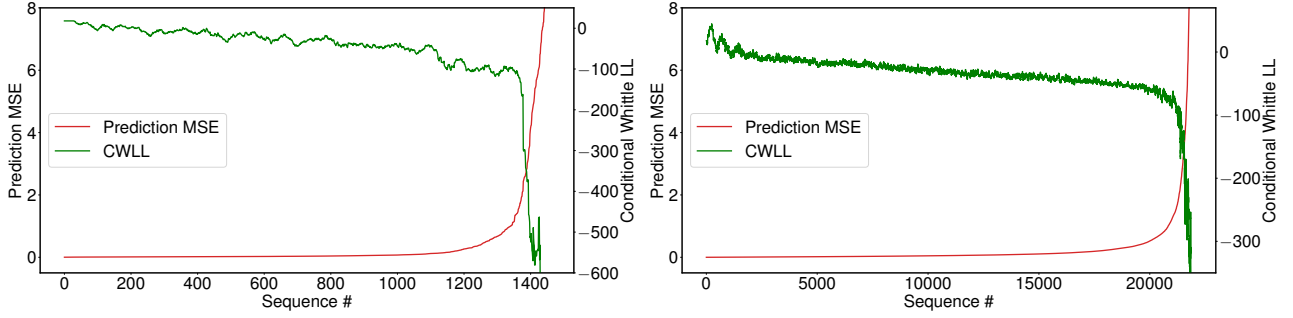 8
6
4
2
0
Prediction MSE
Prediction MSE
CWLL
0
−100
−200
−300
−400
−500
−600
Conditional Whittle LL
0 200 400 600 800 1000 1200 1400
Sequence #
8
6
4
2
0
Prediction MSE
Prediction MSE
CWLL
0
−100
−200
−300
Conditional Whittle LL
0 5000 10000 15000 20000
Sequence #